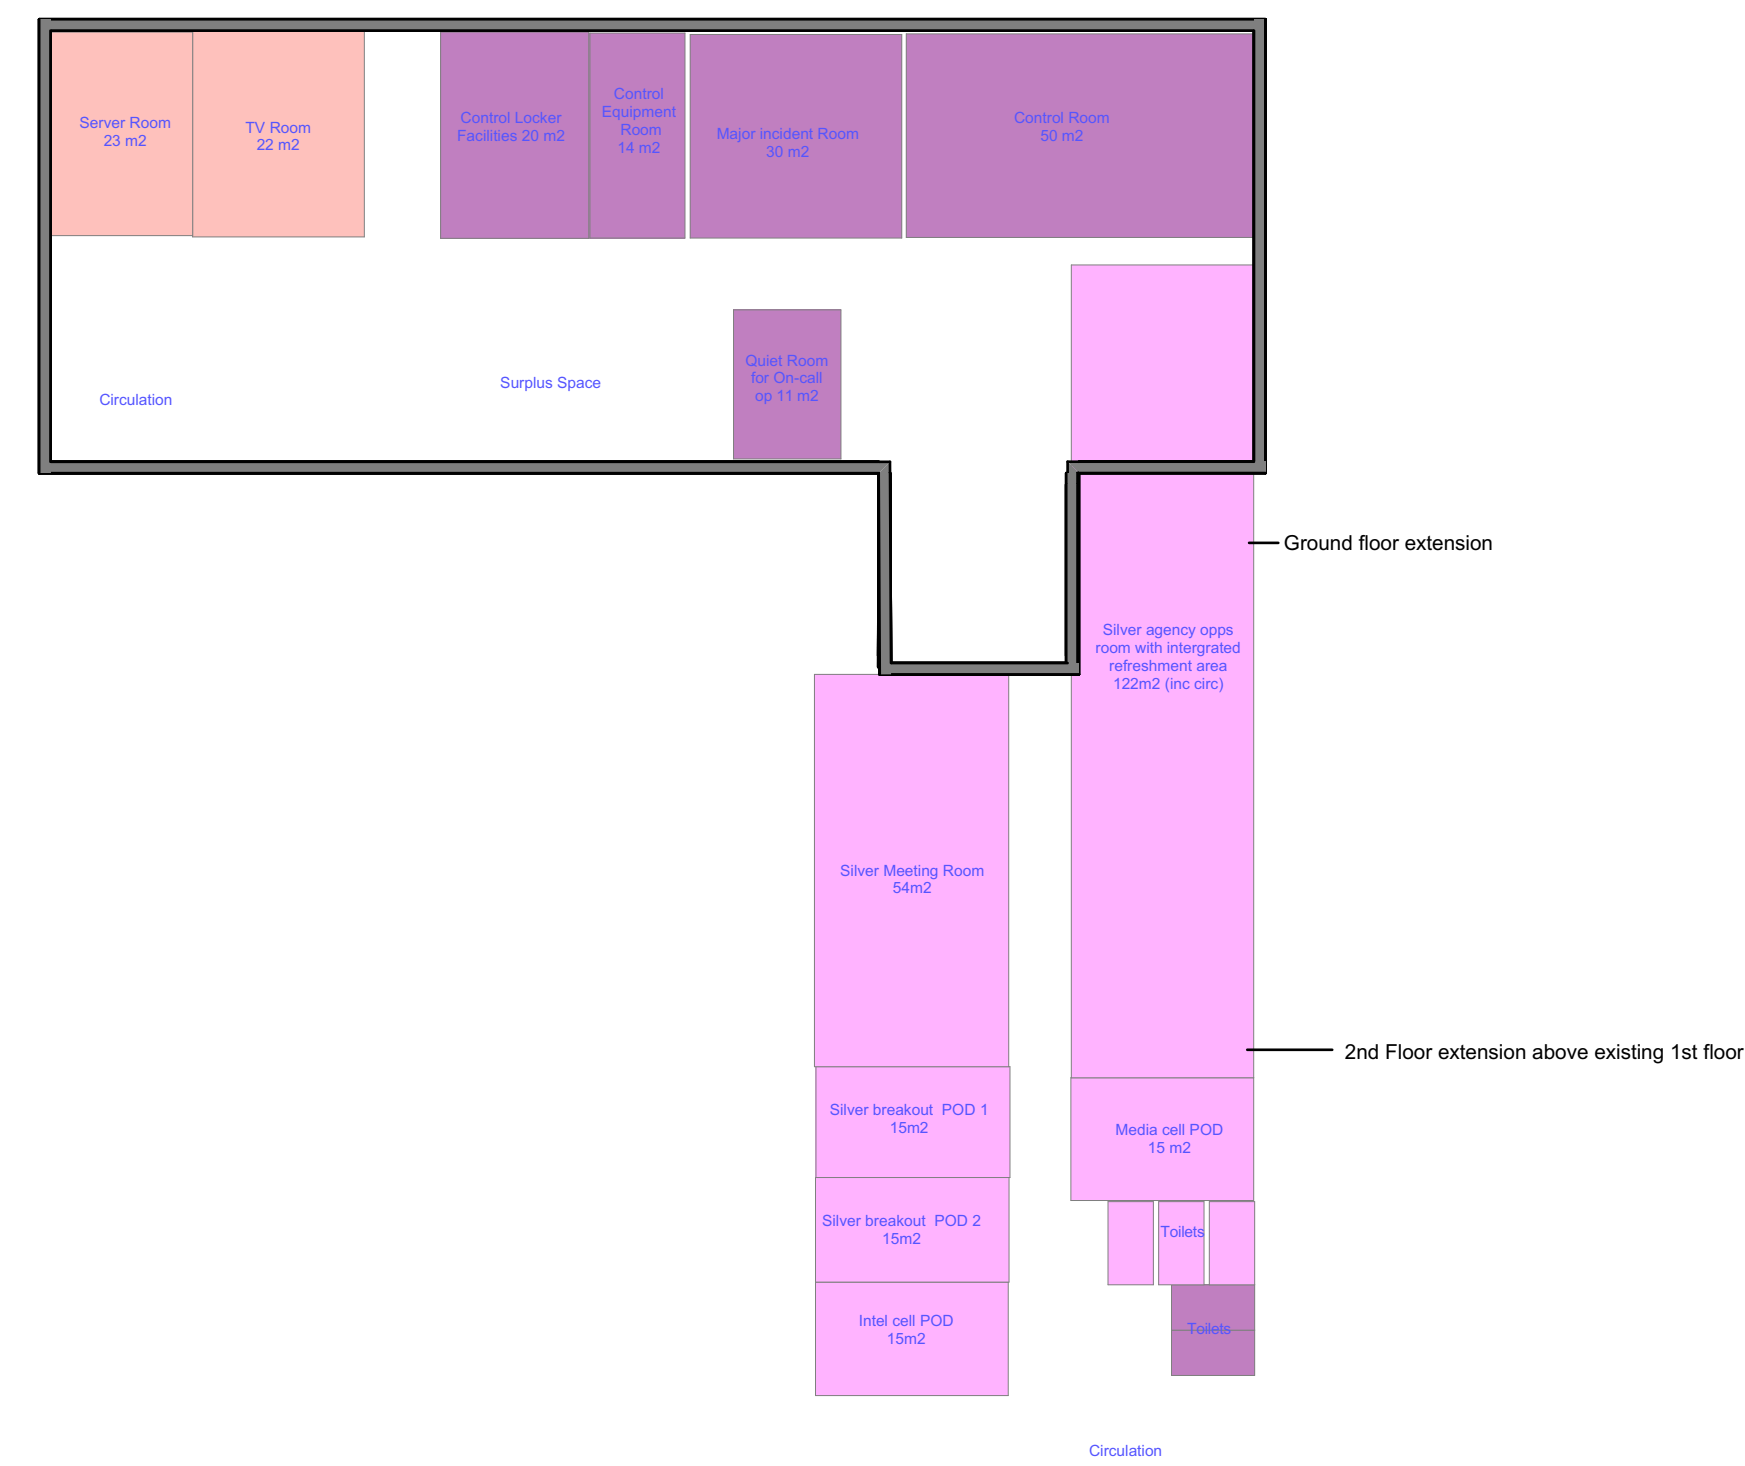 Server Room
23 m2
TV Room
22 m2
Control Locker
Facilities 20 m2
Control
Equipment
Room
14 m2
Major incident Room
30 m2
Control Room
50 m2
Circulation
Surplus Space
Quiet Room
for On-call
op 11 m2
Ground floor extension
Silver agency opps
room with intergrated
refreshment area
122m2 (inc circ)
Silver Meeting Room
54m2
2nd Floor extension above existing 1st floor
Silver breakout  POD 1
15m2
Media cell POD
15 m2
Silver breakout  POD 2
15m2
Toilets
Intel cell POD
15m2
Toilets
Circulation